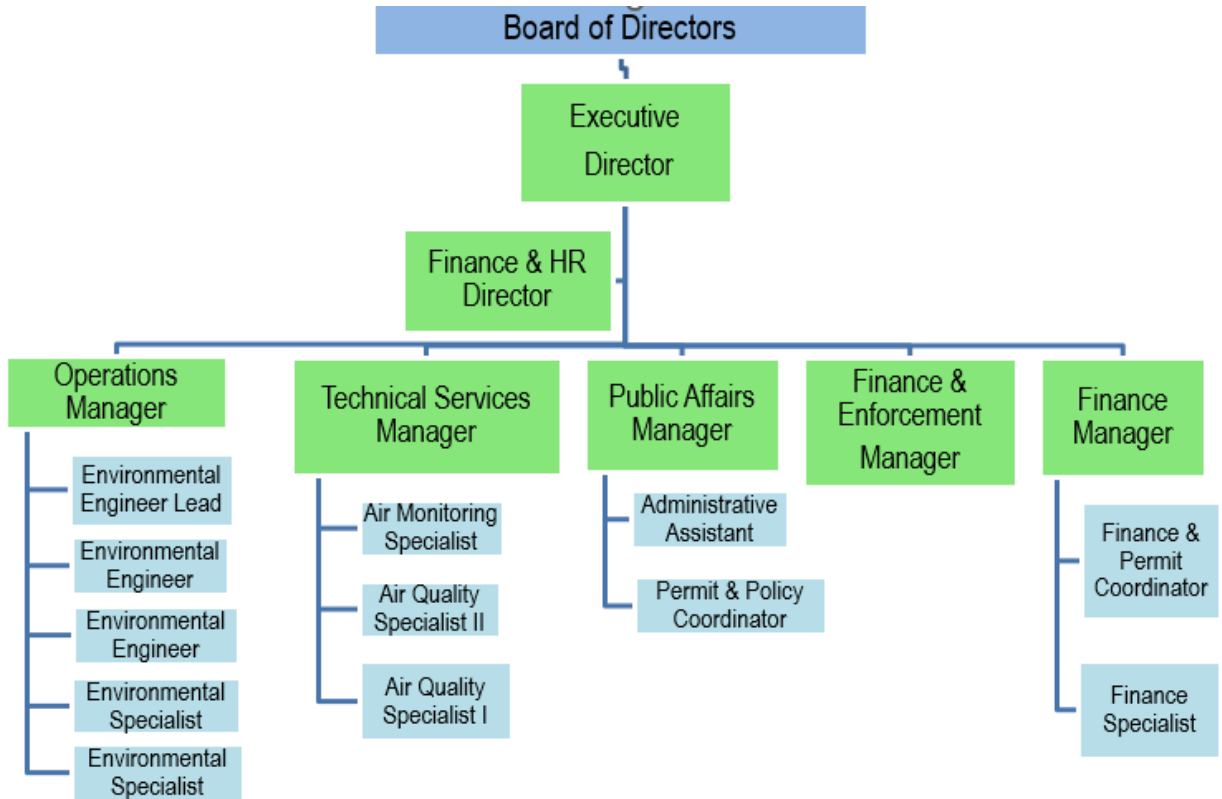 Board of Directors
Executive
Director
Finance & HR
Director
Operations
Manager
Environmental
Engineer Lead
Environmental
Engineer
Environmental
Engineer
Environmental
Specialist
Environmental
Specialist
Technical Services
Manager
Air Monitoring
Specialist
Air Quality
Specialist II
Air Quality
Specialist I
Public Affairs
Manager
Administrative
Assistant
Permit & Policy
Coordinator
Finance &
Enforcement
Manager
Finance
Manager
Finance &
Permit
Coordinator
Finance
Specialist